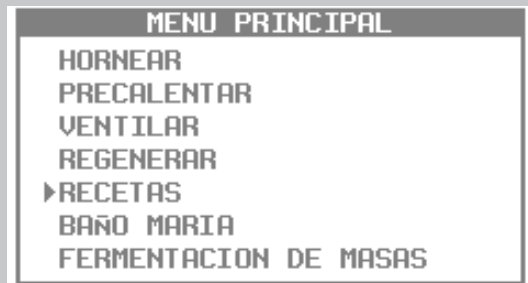 MENU PRINCIPAL
HORNEAR
PRECALENTAR
VENTILAR
REGENERAR
RECETAS
BAÑO MARIA
FERMENTACION DE MASAS